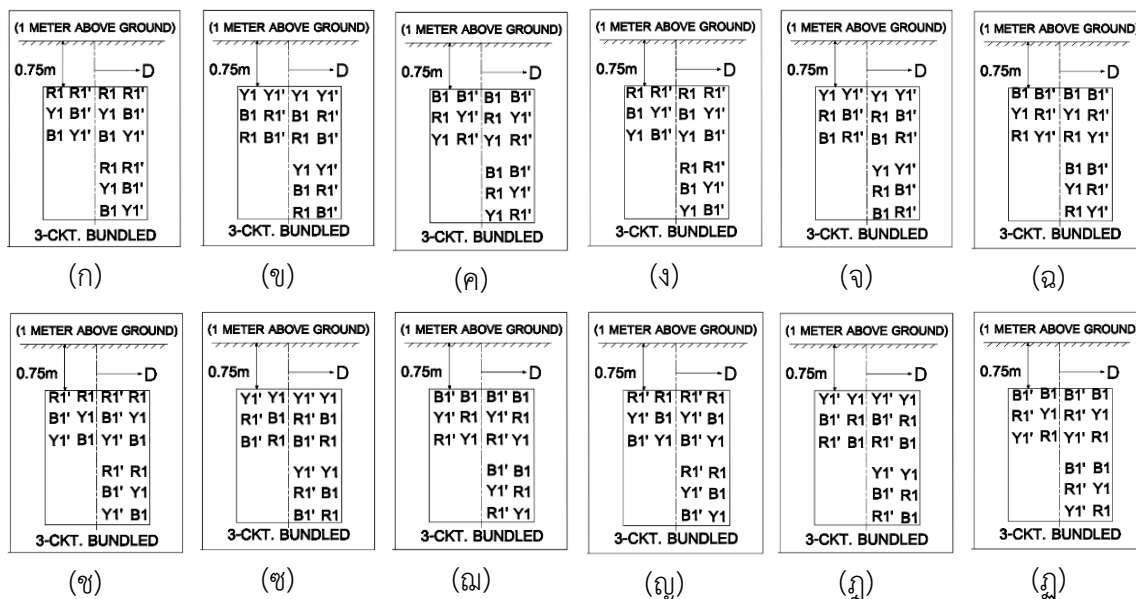 (1 METER ABOVE GROUND)
0.75m
D
R1 R1' R1 R1'
Y1 B1' Y1 B1'
B1 Y1' B1 Y1'
R1 R1'
Y1 B1'
B1 Y1'
3-CKT. BUNDLED
(ก)
(1 METER ABOVE GROUND)
0.75m
D
Y1 Y1' Y1 Y1'
B1 R1' B1 R1'
R1 B1' R1 B1'
Y1 Y1'
B1 R1'
R1 B1'
3-CKT. BUNDLED
(ข)
(1 METER ABOVE GROUND)
0.75m
D
B1 B1' B1 B1'
R1 Y1' R1 Y1'
Y1 R1' Y1 R1'
B1 B1'
R1 Y1'
Y1 R1'
3-CKT. BUNDLED
(ค)
(1 METER ABOVE GROUND)
0.75m
D
R1 R1' R1 R1'
B1 Y1' B1 Y1'
Y1 B1' Y1 B1'
R1 R1'
B1 Y1'
Y1 B1'
3-CKT. BUNDLED
(ง)
(1 METER ABOVE GROUND)
0.75m
D
Y1 Y1' Y1 Y1'
R1 B1' R1 B1'
B1 R1' B1 R1'
Y1 Y1'
R1 B1'
B1 R1'
3-CKT. BUNDLED
(จ)
(1 METER ABOVE GROUND)
0.75m
D
B1 B1' B1 B1'
Y1 R1' Y1 R1'
R1 Y1' R1 Y1'
B1 B1'
Y1 R1'
R1 Y1'
3-CKT. BUNDLED
(ฉ)
(1 METER ABOVE GROUND)
0.75m
D
R1' R1 R1' R1
B1' Y1 B1' Y1
Y1' B1 Y1' B1
R1' R1
B1' Y1
Y1' B1
3-CKT. BUNDLED
(ช)
(1 METER ABOVE GROUND)
0.75m
D
Y1' Y1 Y1' Y1
R1' B1 R1' B1
B1' R1 B1' R1
Y1' Y1
R1' B1
B1' R1
3-CKT. BUNDLED
(ซ)
(1 METER ABOVE GROUND)
0.75m
D
B1' B1 B1' B1
Y1' R1 Y1' R1
R1' Y1 R1' Y1
B1' B1
Y1' R1
R1' Y1
3-CKT. BUNDLED
(ฌ)
(1 METER ABOVE GROUND)
0.75m
D
R1' R1 R1' R1
Y1' B1 Y1' B1
B1' Y1 B1' Y1
R1' R1
Y1' B1
B1' Y1
3-CKT. BUNDLED
(ญ)
(1 METER ABOVE GROUND)
0.75m
D
Y1' Y1 Y1' Y1
B1' R1 B1' R1
R1' B1 R1' B1
Y1' Y1
B1' R1
R1' B1
3-CKT. BUNDLED
(ฎ)
(1 METER ABOVE GROUND)
0.75m
D
B1' B1 B1' B1
R1' Y1 R1' Y1
Y1' R1 Y1' R1
B1' B1
R1' Y1
Y1' R1
3-CKT. BUNDLED
(ฏ)